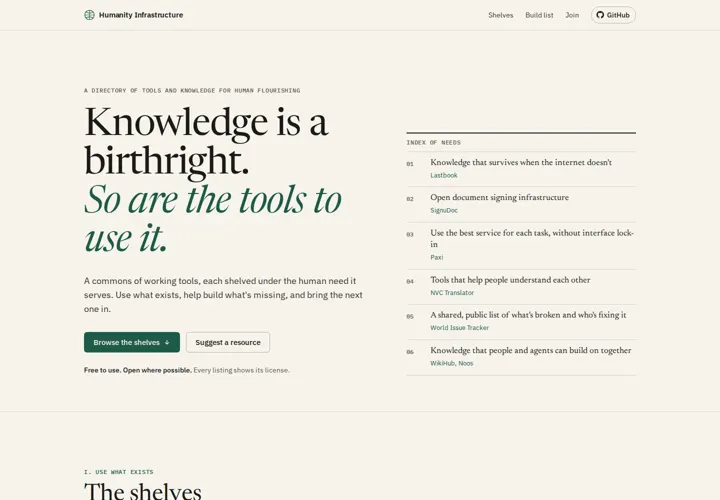 Humanity Infrastructure
Shelves
Build list
Join
GitHub
A DIRECTORY OF TOOLS AND KNOWLEDGE FOR HUMAN FLOURISHING
Knowledge is a
birthright.
So are the tools to
use it.
A commons of working tools, each shelved under the human need it
serves. Use what exists, help build what's missing, and bring the next
one in.
Browse the shelves ↓
Suggest a resource
Free to use. Open where possible. Every listing shows its license.
INDEX OF NEEDS
01 Knowledge that survives when the internet doesn't
Lastbook
02 Open document signing infrastructure
SignuDoc
03 Use the best service for each task, without interface lock-
in
Paxi
04 Tools that help people understand each other
NVC Translator
05 A shared, public list of what's broken and who's fixing it
World Issue Tracker
06 Knowledge that people and agents can build on together
WikiHub, Noos
I. USE WHAT EXISTS
The shelves